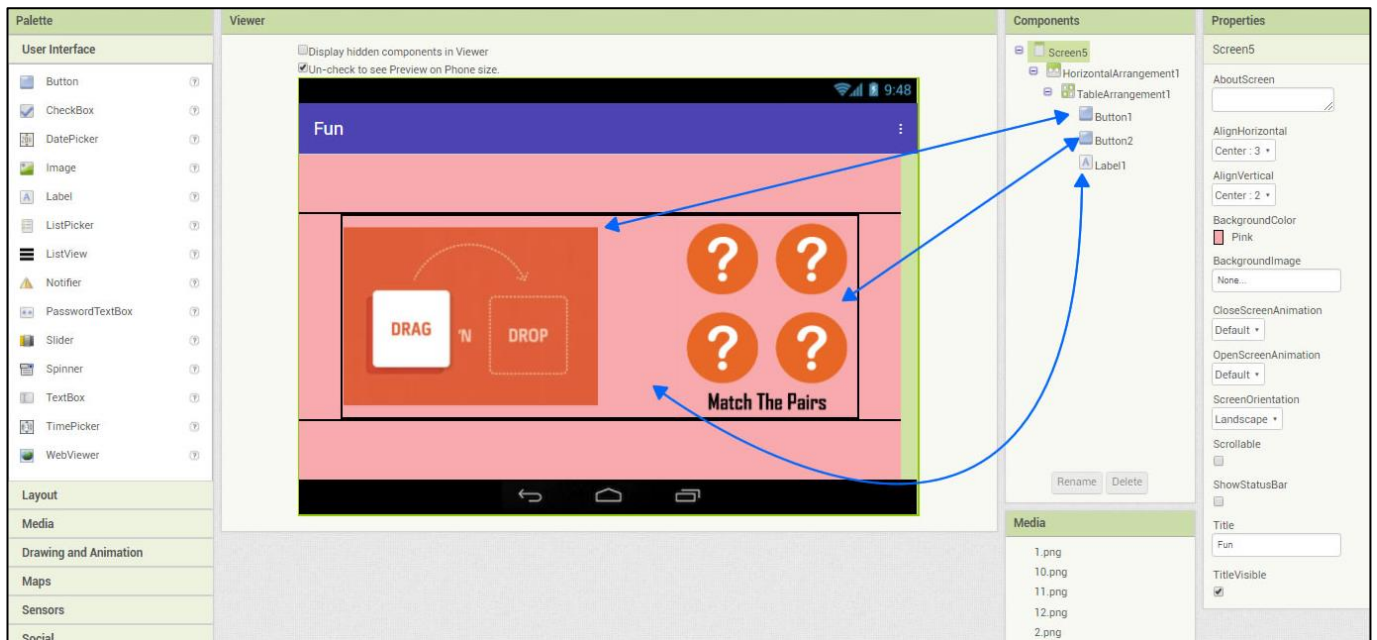 Palette
User Interface
Button
CheckBox
DatePicker
Image
Label
ListPicker
ListView
Notifier
PasswordTextBox
Slider
Spinner
TextBox
TimePicker
WebViewer
Layout
Media
Drawing and Animation
Maps
Sensors
Social
Viewer
Display hidden components in Viewer
Un-check to see Preview on Phone size.
9:48
Fun
DRAG 'N DROP
? ?
? ?
Match The Pairs
Components
Screen5
HorizontalArrangement1
TableArrangement1
Button1
Button2
A Label1
Rename Delete
Media
1.png
10.png
11.png
12.png
2.png
Properties
Screen5
AboutScreen
AlignHorizontal
Center : 3
AlignVertical
Center : 2
BackgroundColor
Pink
BackgroundImage
None...
CloseScreenAnimation
Default
OpenScreenAnimation
Default
ScreenOrientation
Landscape
Scrollable
ShowStatusBar
Title
Fun
TitleVisible